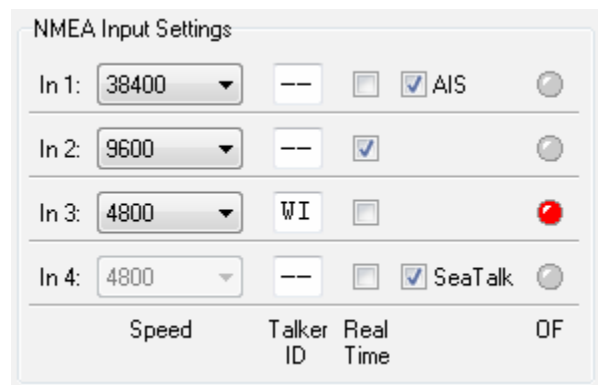 NMEA Input Settings
In 1: 38400 -- AIS
In 2: 9600 --
In 3: 4800 WI
In 4: 4800 -- SeaTalk
Speed Talker ID Real Time OF